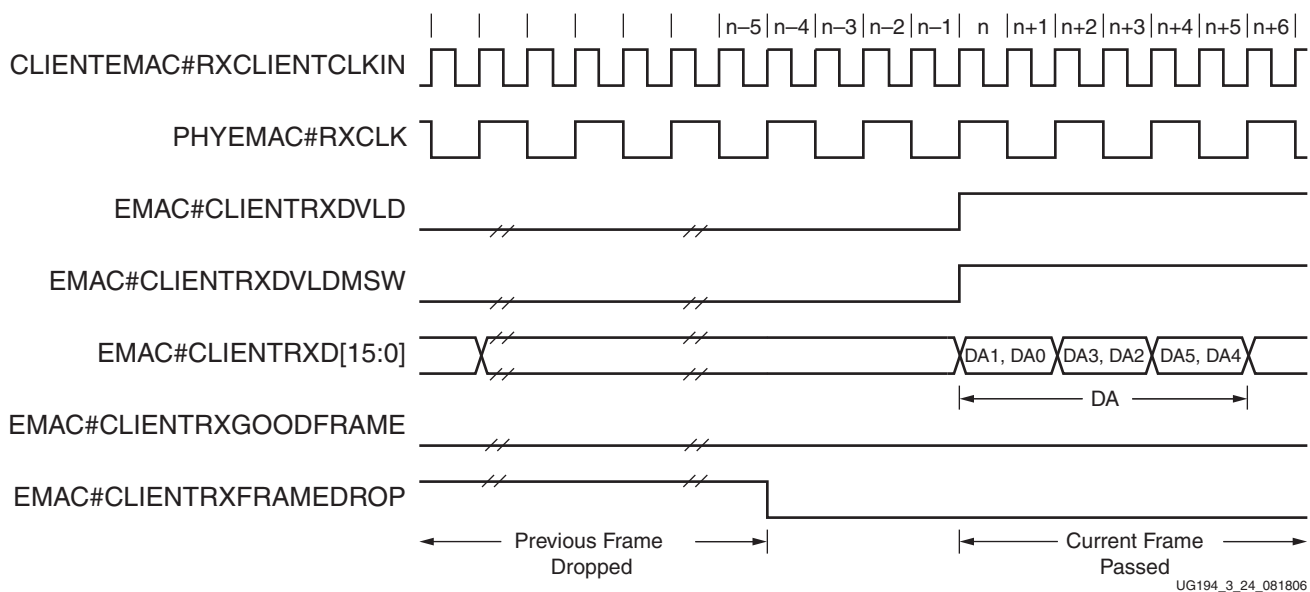 n–5 n–4 n–3 n–2 n–1 n n+1 n+2 n+3 n+4 n+5 n+6
CLIENTEMAC#RXCLIENTCLKIN
PHYEMAC#RXCLK
EMAC#CLIENTRXDVLD
EMAC#CLIENTRXDVLDMSW
EMAC#CLIENTRXD[15:0] DA1, DA0 DA3, DA2 DA5, DA4
DA
EMAC#CLIENTRXGOODFRAME
EMAC#CLIENTRXFRAMEDROP
Previous Frame Current Frame
Dropped Passed
UG194_3_24_081806